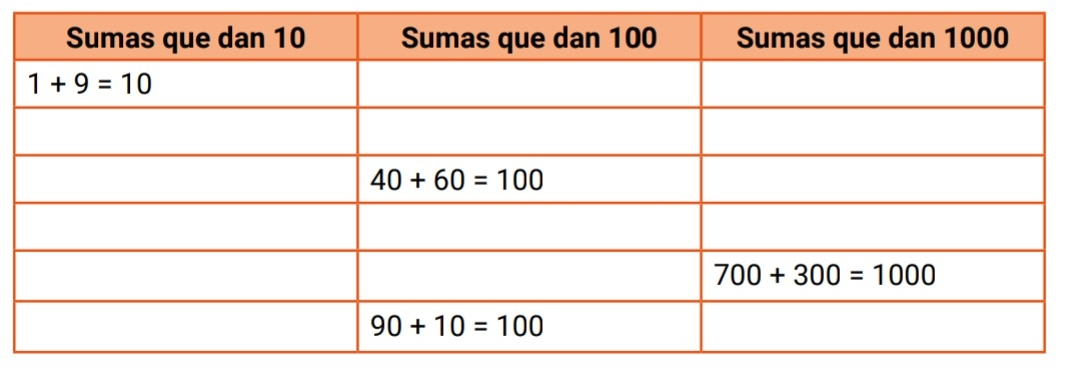 Sumas que dan 10 Sumas que dan 100 Sumas que dan 1000
1 + 9 = 10
40 + 60 = 100
700 + 300 = 1000
90 + 10 = 100